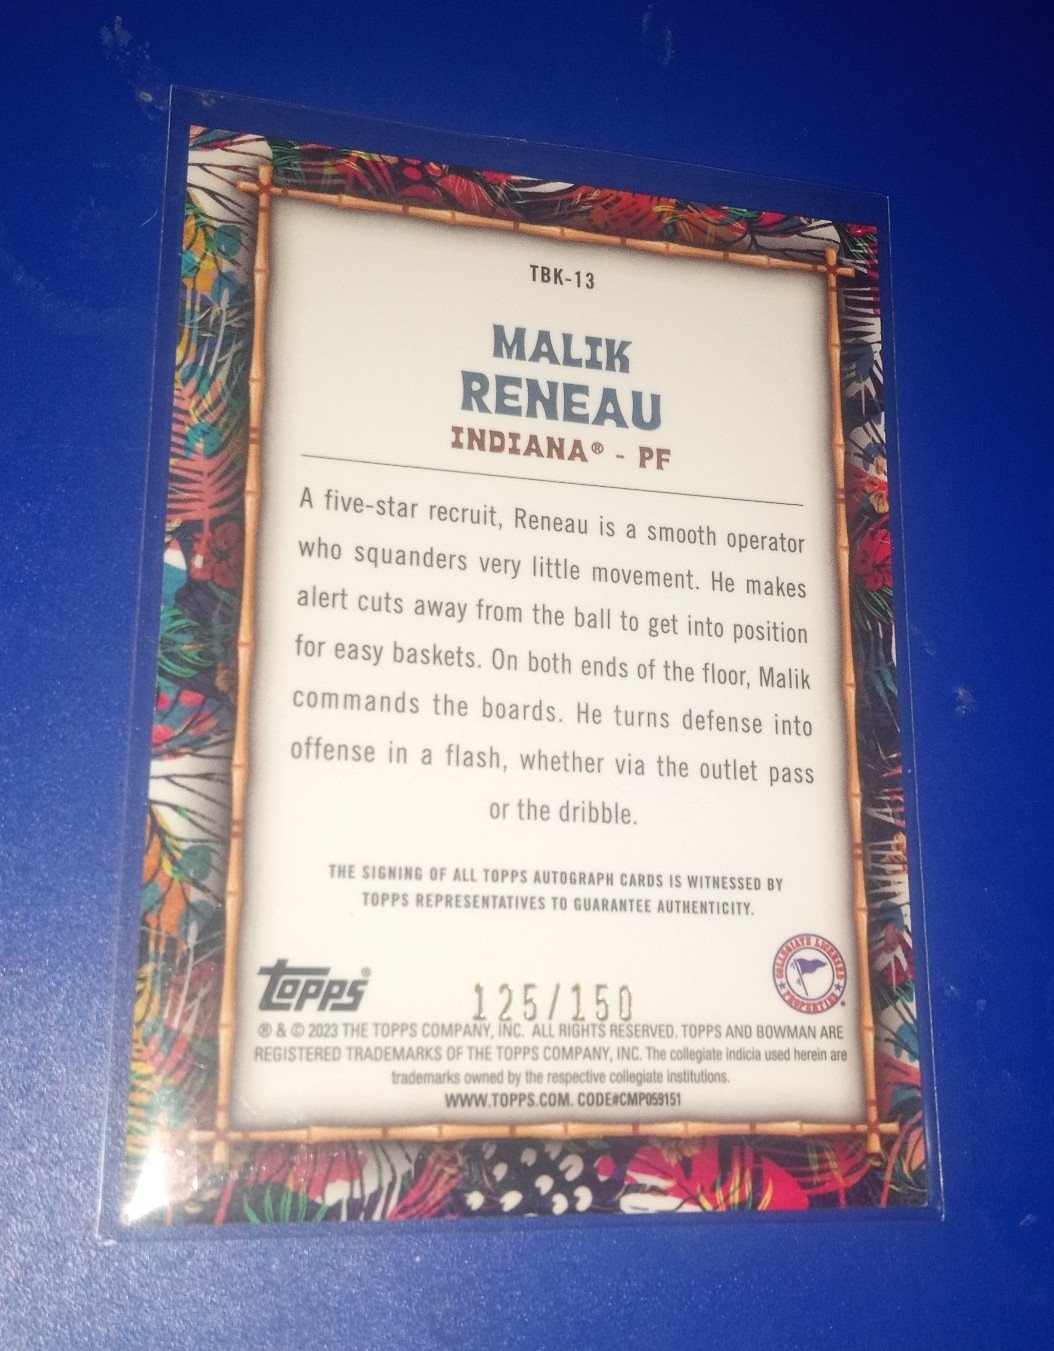 TBK-13
MALIK
RENEAU
INDIANA® - PF
A five-star recruit, Reneau is a smooth operator
who squanders very little movement. He makes
alert cuts away from the ball to get into position
for easy baskets. On both ends of the floor, Malik
commands the boards. He turns defense into
offense in a flash, whether via the outlet pass
or the dribble.
THE SIGNING OF ALL TOPPS AUTOGRAPH CARDS IS WITNESSED BY
TOPPS REPRESENTATIVES TO GUARANTEE AUTHENTICITY.
COLLEGIATE LICENSED
PROPERTIES ®
topps®
125/150
® & © 2023 THE TOPPS COMPANY, INC. ALL RIGHTS RESERVED. TOPPS AND BOWMAN ARE
REGISTERED TRADEMARKS OF THE TOPPS COMPANY, INC. The collegiate indicia used herein are
trademarks owned by the respective collegiate institutions.
WWW.TOPPS.COM. CODE#CMP059151